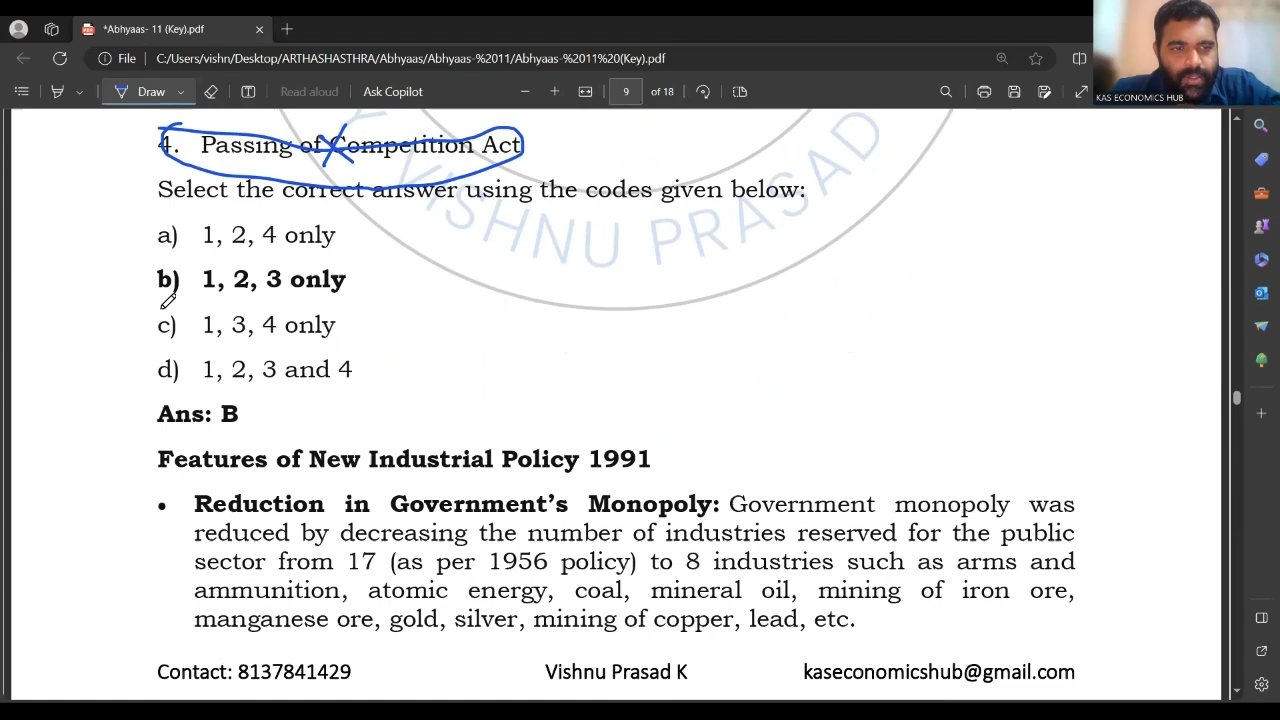 *Abhyaas- 11 (Key).pdf
File C:/Users/vishn/Desktop/ARTHASHASTHRA/Abhyaas/Abhyaas-%2011/Abhyaas-%2011%20(Key).pdf
Draw Read aloud Ask Copilot 9 of 18
KAS ECONOMICS HUB
4. Passing of Competition Act
Select the correct answer using the codes given below:
a) 1, 2, 4 only
b) 1, 2, 3 only
c) 1, 3, 4 only
d) 1, 2, 3 and 4
Ans: B
Features of New Industrial Policy 1991
• Reduction in Government’s Monopoly: Government monopoly was
reduced by decreasing the number of industries reserved for the public
sector from 17 (as per 1956 policy) to 8 industries such as arms and
ammunition, atomic energy, coal, mineral oil, mining of iron ore,
manganese ore, gold, silver, mining of copper, lead, etc.
Contact: 8137841429 Vishnu Prasad K kaseconomicshub@gmail.com
Y VISHNU PRASAD